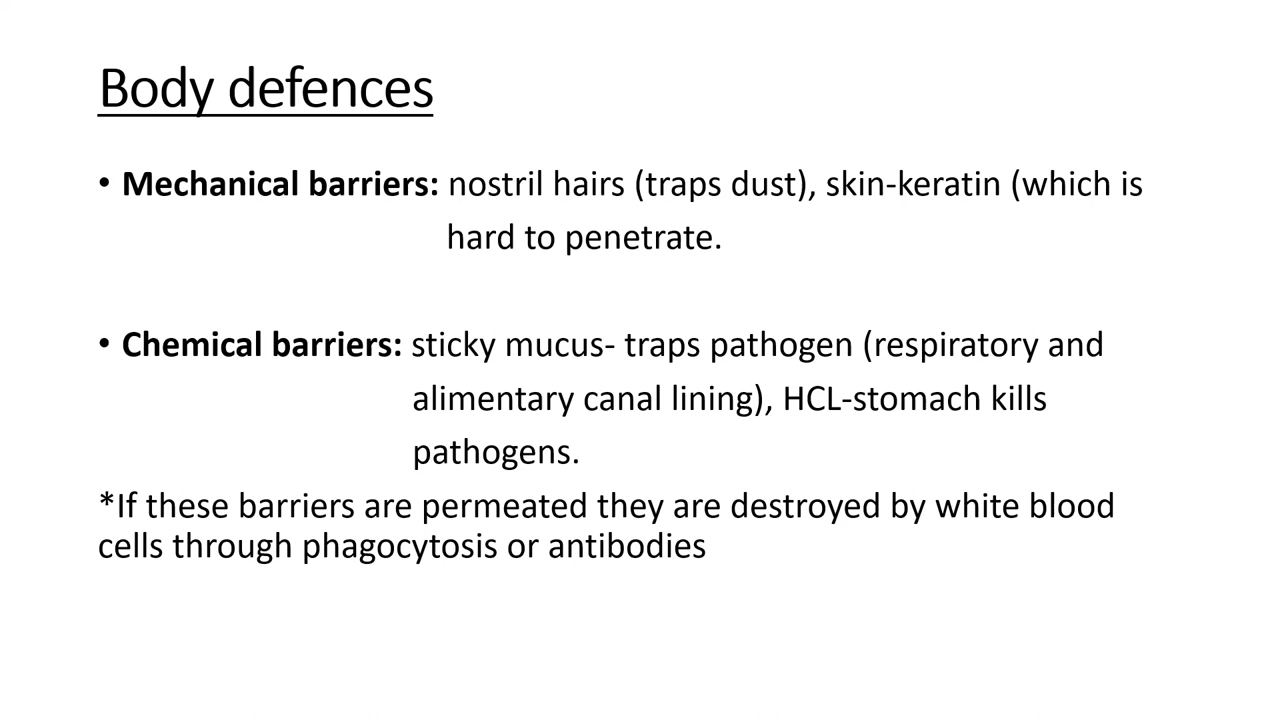 Body defences
• Mechanical barriers: nostril hairs (traps dust), skin-keratin (which is
hard to penetrate.
• Chemical barriers: sticky mucus- traps pathogen (respiratory and
alimentary canal lining), HCL-stomach kills
pathogens.
*If these barriers are permeated they are destroyed by white blood
cells through phagocytosis or antibodies